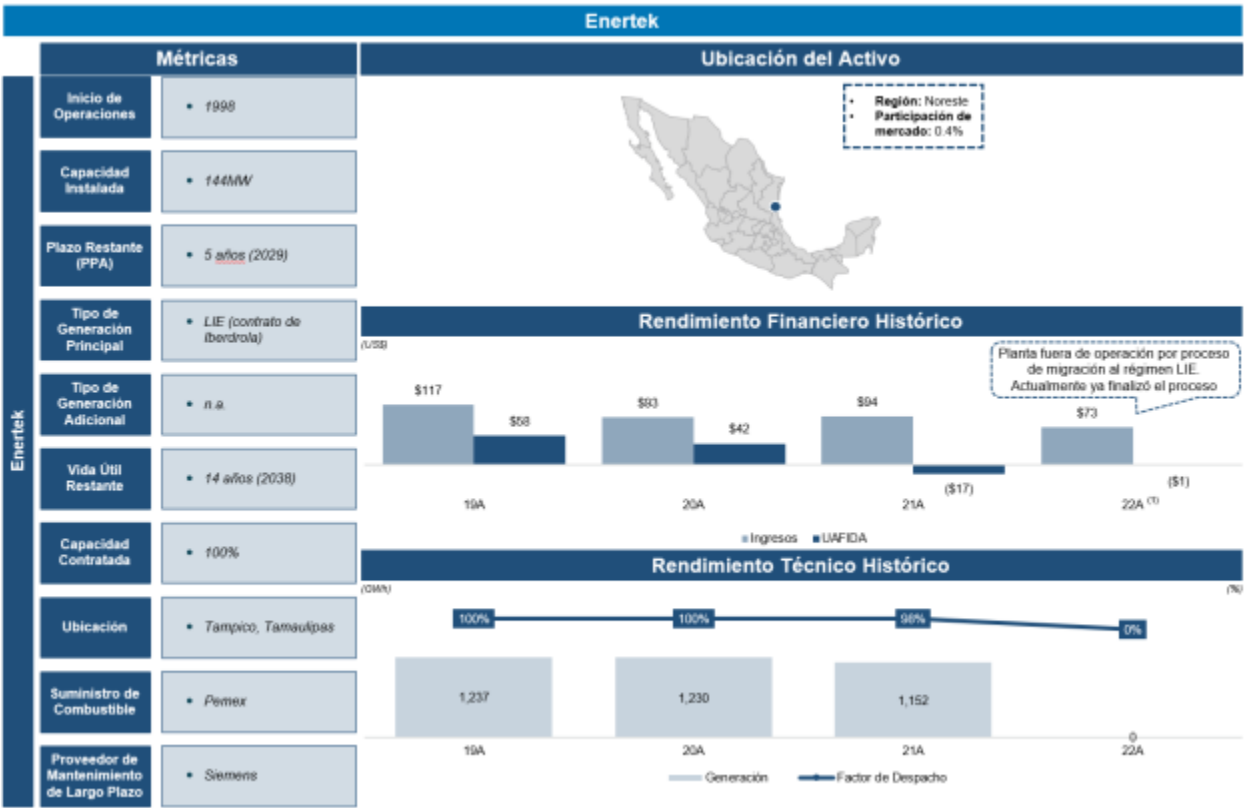 Enertek
Métricas
Enertek
Inicio de
Operaciones
• 1998
Capacidad
Instalada
• 144MW
Plazo Restante
(PPA)
• 5 años (2029)
Tipo de
Generación
Principal
• LIE (contrato de
Iberdrola)
Tipo de
Generación
Adicional
• n.a.
Vida Útil
Restante
• 14 años (2038)
Capacidad
Contratada
• 100%
Ubicación
• Tampico, Tamaulipas
Suministro de
Combustible
• Pemex
Proveedor de
Mantenimiento
de Largo Plazo
• Siemens
Ubicación del Activo
• Región: Noreste
• Participación de
mercado: 0.4%
Rendimiento Financiero Histórico
(US$)
Planta fuera de operación por proceso
de migración al régimen LIE.
Actualmente ya finalizó el proceso
$117
$58
$93
$42
$94
($17)
$73
($1)
19A
20A
21A
22A (1)
Ingresos
UAFIDA
Rendimiento Técnico Histórico
(GWh)
(%)
100%
100%
98%
0%
1,237
1,230
1,152
0
19A
20A
21A
22A
Generación
Factor de Despacho